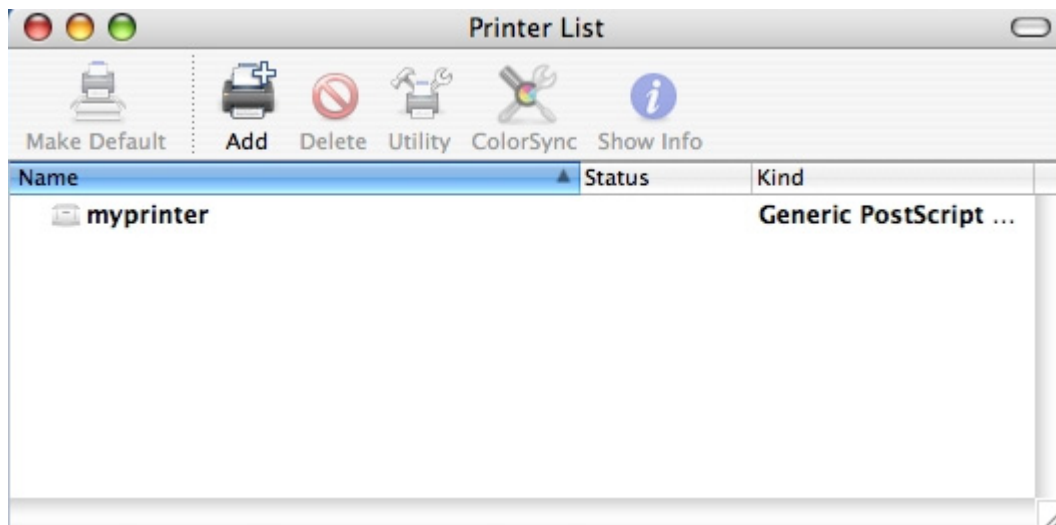 Printer List
Make Default Add Delete Utility ColorSync Show Info
Name Status Kind
myprinter Generic PostScript ...